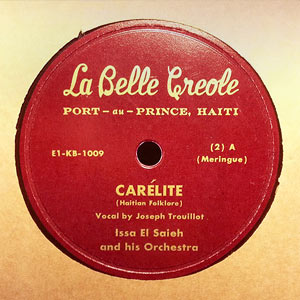 La Belle Creole
PORT-au-PRINCE, HAITI
E1-KB-1009
(2) A
(Meringue)
CARÉLITE
(Haitian Folklore)
Vocal by Joseph Trouillot
Issa El Saieh
and his Orchestra